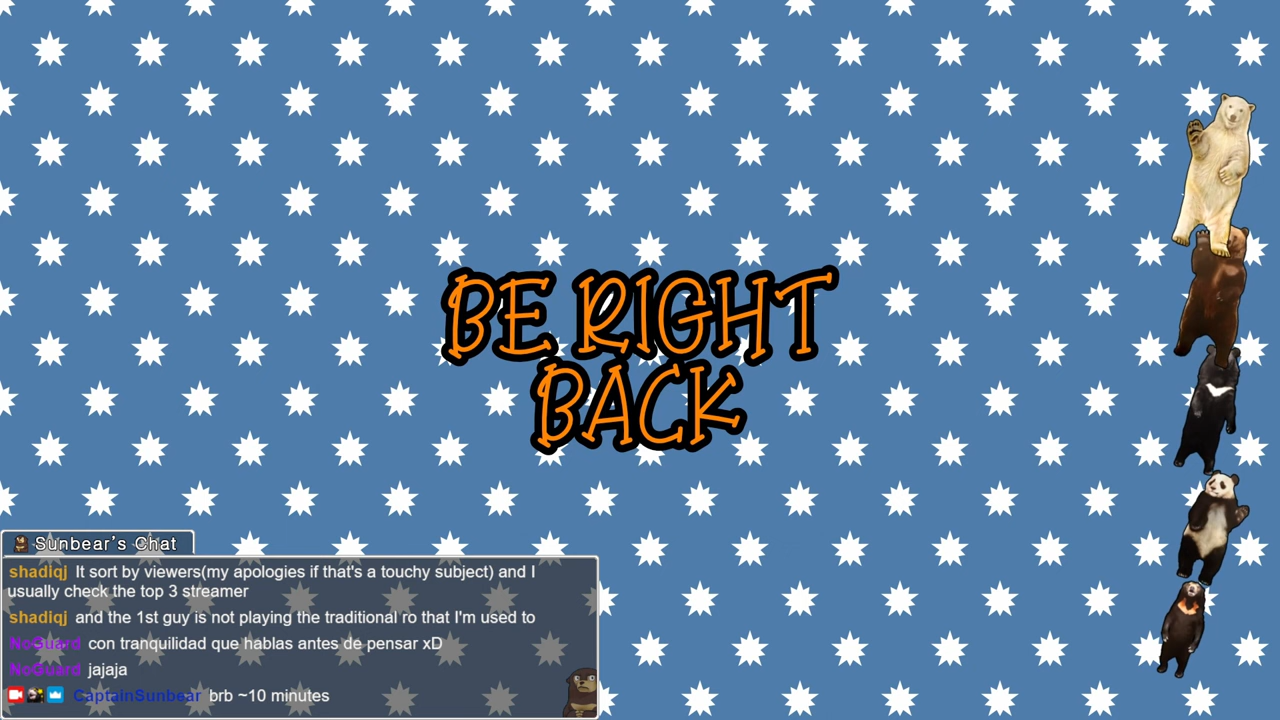 BE RIGHT
BACK
Sunbear's Chat
shadiqj It sort by viewers(my apologies if that's a touchy subject) and I
usually check the top 3 streamer
shadiqj and the 1st guy is not playing the traditional ro that I'm used to
NoGuard con tranquilidad que hablas antes de pensar xD
NoGuard jajaja
CaptainSunbear brb ~10 minutes